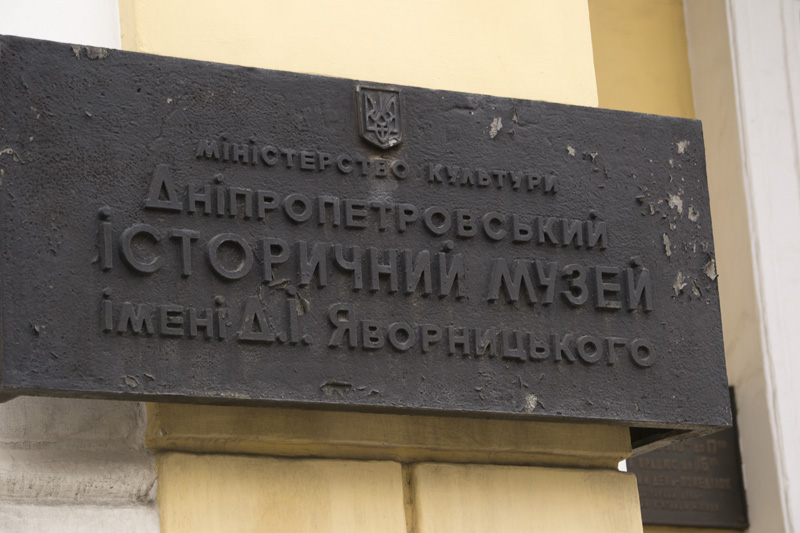 МІНІСТЕРСТВО КУЛЬТУРИ
ДНІПРОПЕТРОВСЬКИЙ
ІСТОРИЧНИЙ МУЗЕЙ
ІМЕНІ Д.І. ЯВОРНИЦЬКОГО